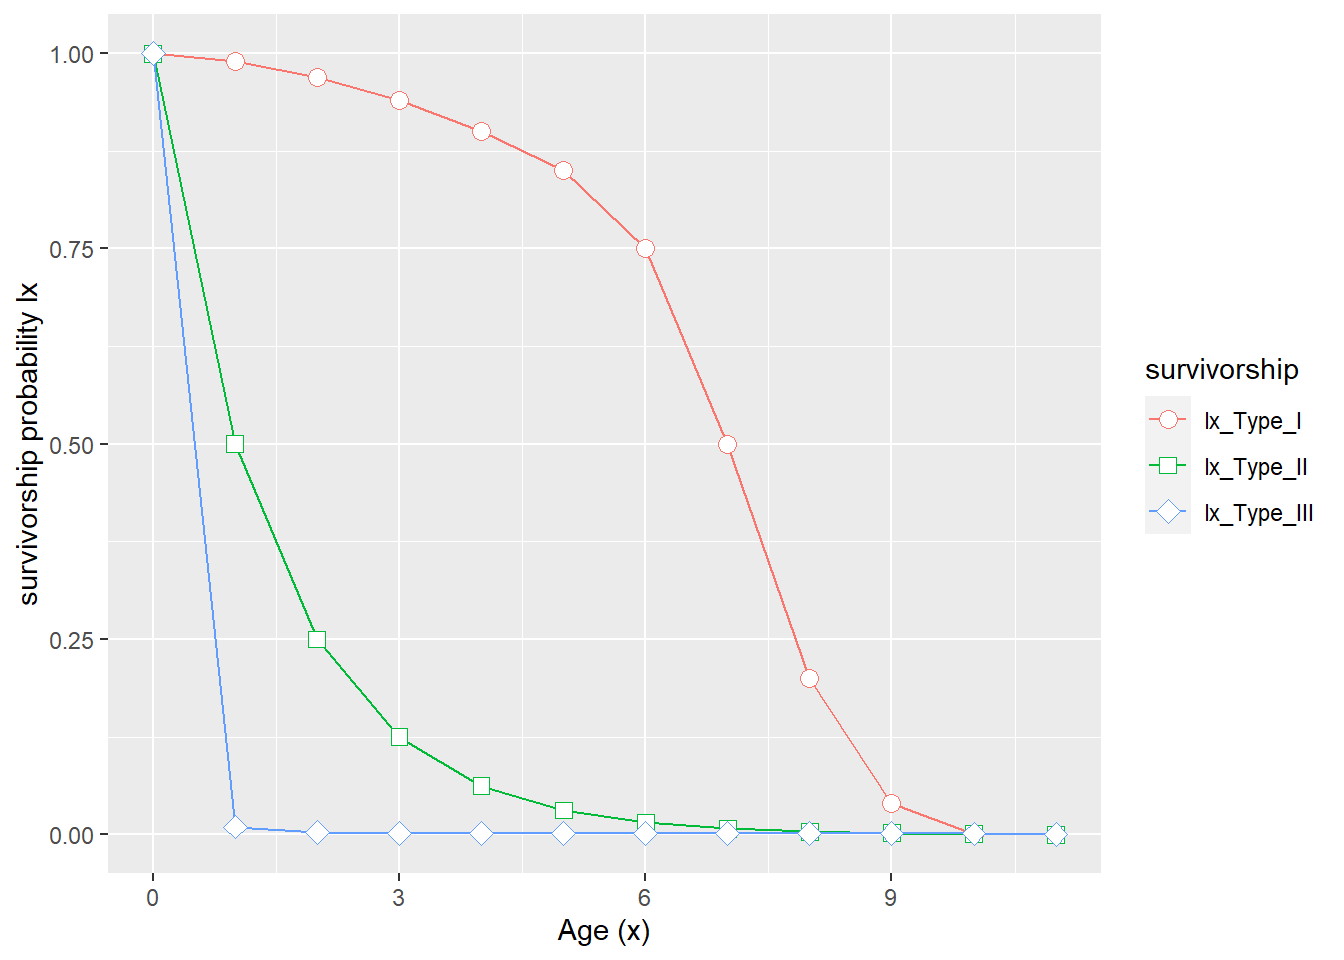 1.00
0.75
0.50
0.25
0.00
survivorship probability lx
0
3
6
9
Age (x)
survivorship
lx_Type_I
lx_Type_II
lx_Type_III